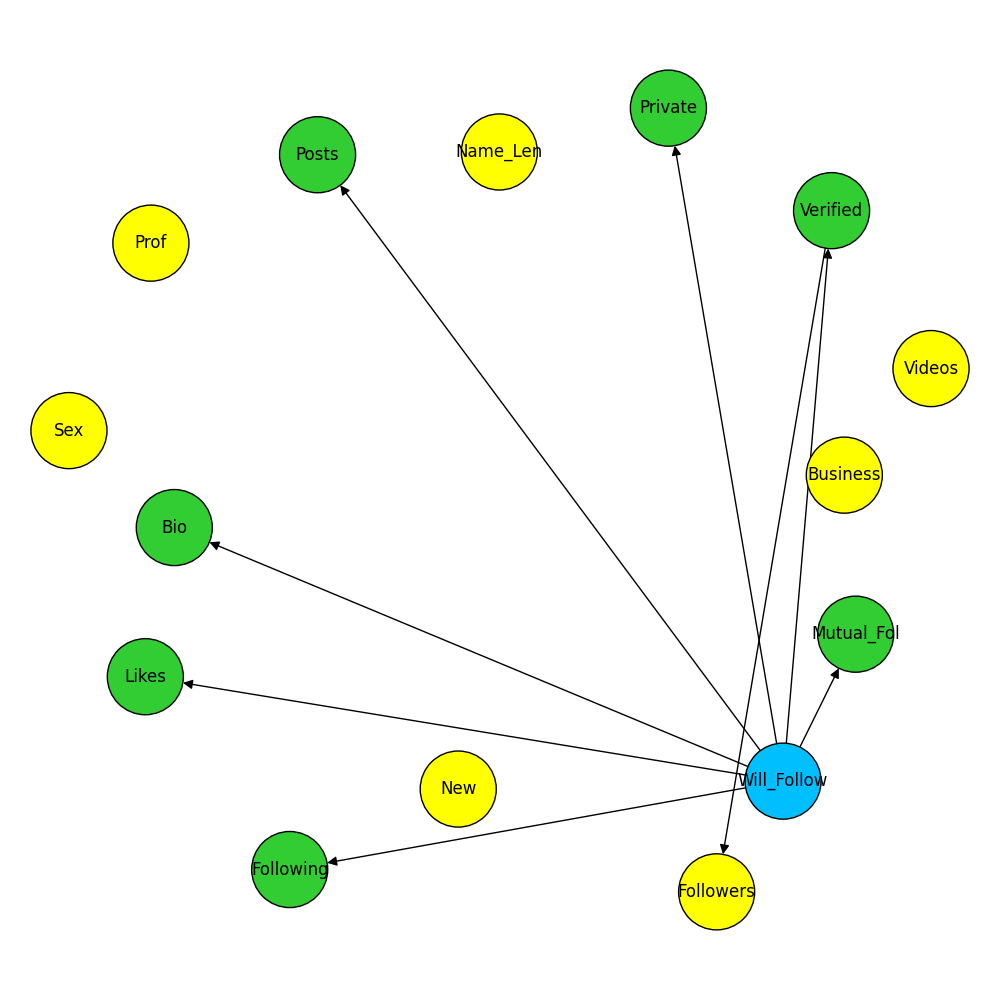 Private
Name_Len
Posts
Verified
Prof
Videos
Sex
Business
Bio
Mutual_Fol
Likes
Will_Follow
New
Following
Followers